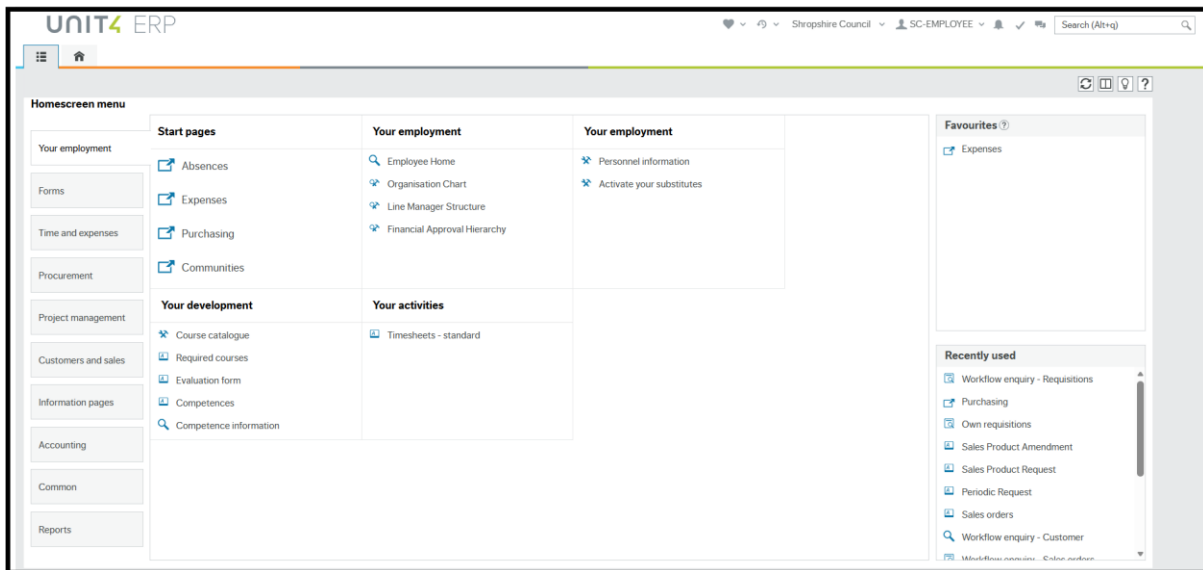 UNIT4 ERP
Shropshire Council
SC-EMPLOYEE
Search (Alt+q)
Homescreen menu
Your employment
Forms
Time and expenses
Procurement
Project management
Customers and sales
Information pages
Accounting
Common
Reports
Start pages
Absences
Expenses
Purchasing
Communities
Your employment
Employee Home
Organisation Chart
Line Manager Structure
Financial Approval Hierarchy
Your employment
Personnel information
Activate your substitutes
Your development
Course catalogue
Required courses
Evaluation form
Competences
Competence information
Your activities
Timesheets - standard
Favourites ?
Expenses
Recently used
Workflow enquiry - Requisitions
Purchasing
Own requisitions
Sales Product Amendment
Sales Product Request
Periodic Request
Sales orders
Workflow enquiry - Customer
Workflow enquiry - Sales orders